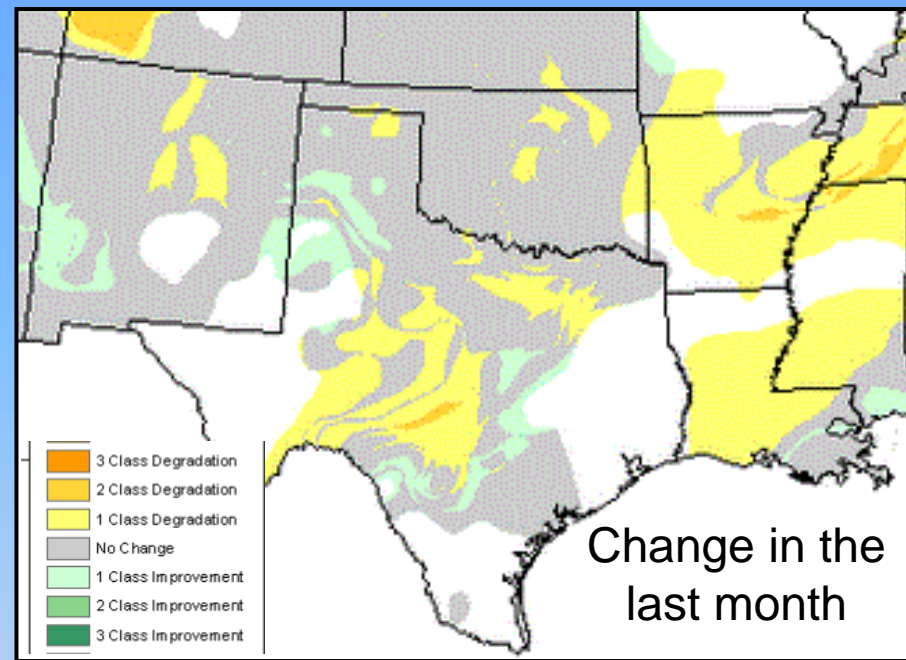 3 Class Degradation
2 Class Degradation
1 Class Degradation
No Change
1 Class Improvement
2 Class Improvement
3 Class Improvement
Change in the
last month